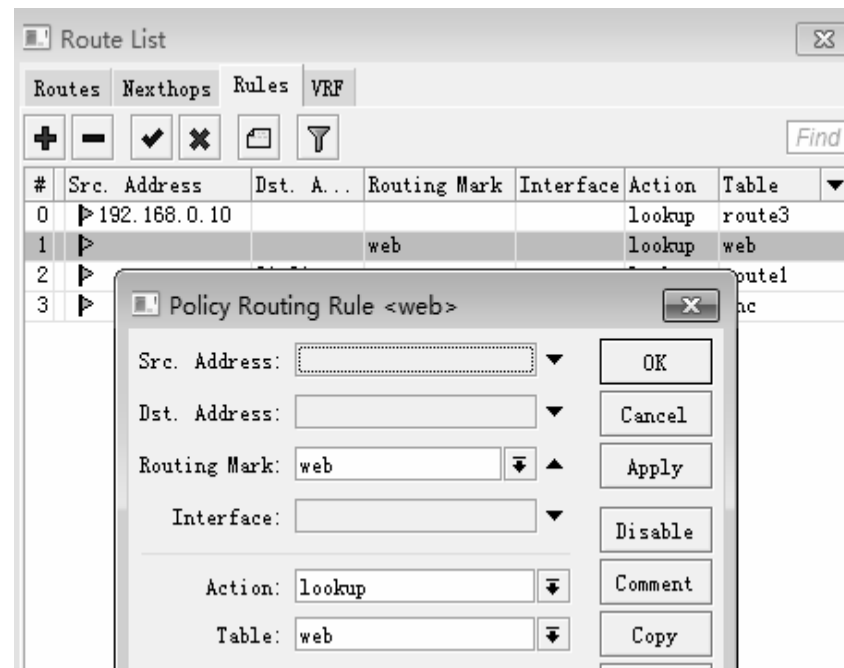 Route List
Routes Nexthops Rules VRF
Find
# Src. Address Dst. A... Routing Mark Interface Action Table
0 192.168.0.10 lookup route3
1 web lookup web
2
3
Policy Routing Rule <web>
Src. Address: OK
Dst. Address: Cancel
Routing Mark: web Apply
Interface: Disable
Action: lookup Comment
Table: web Copy